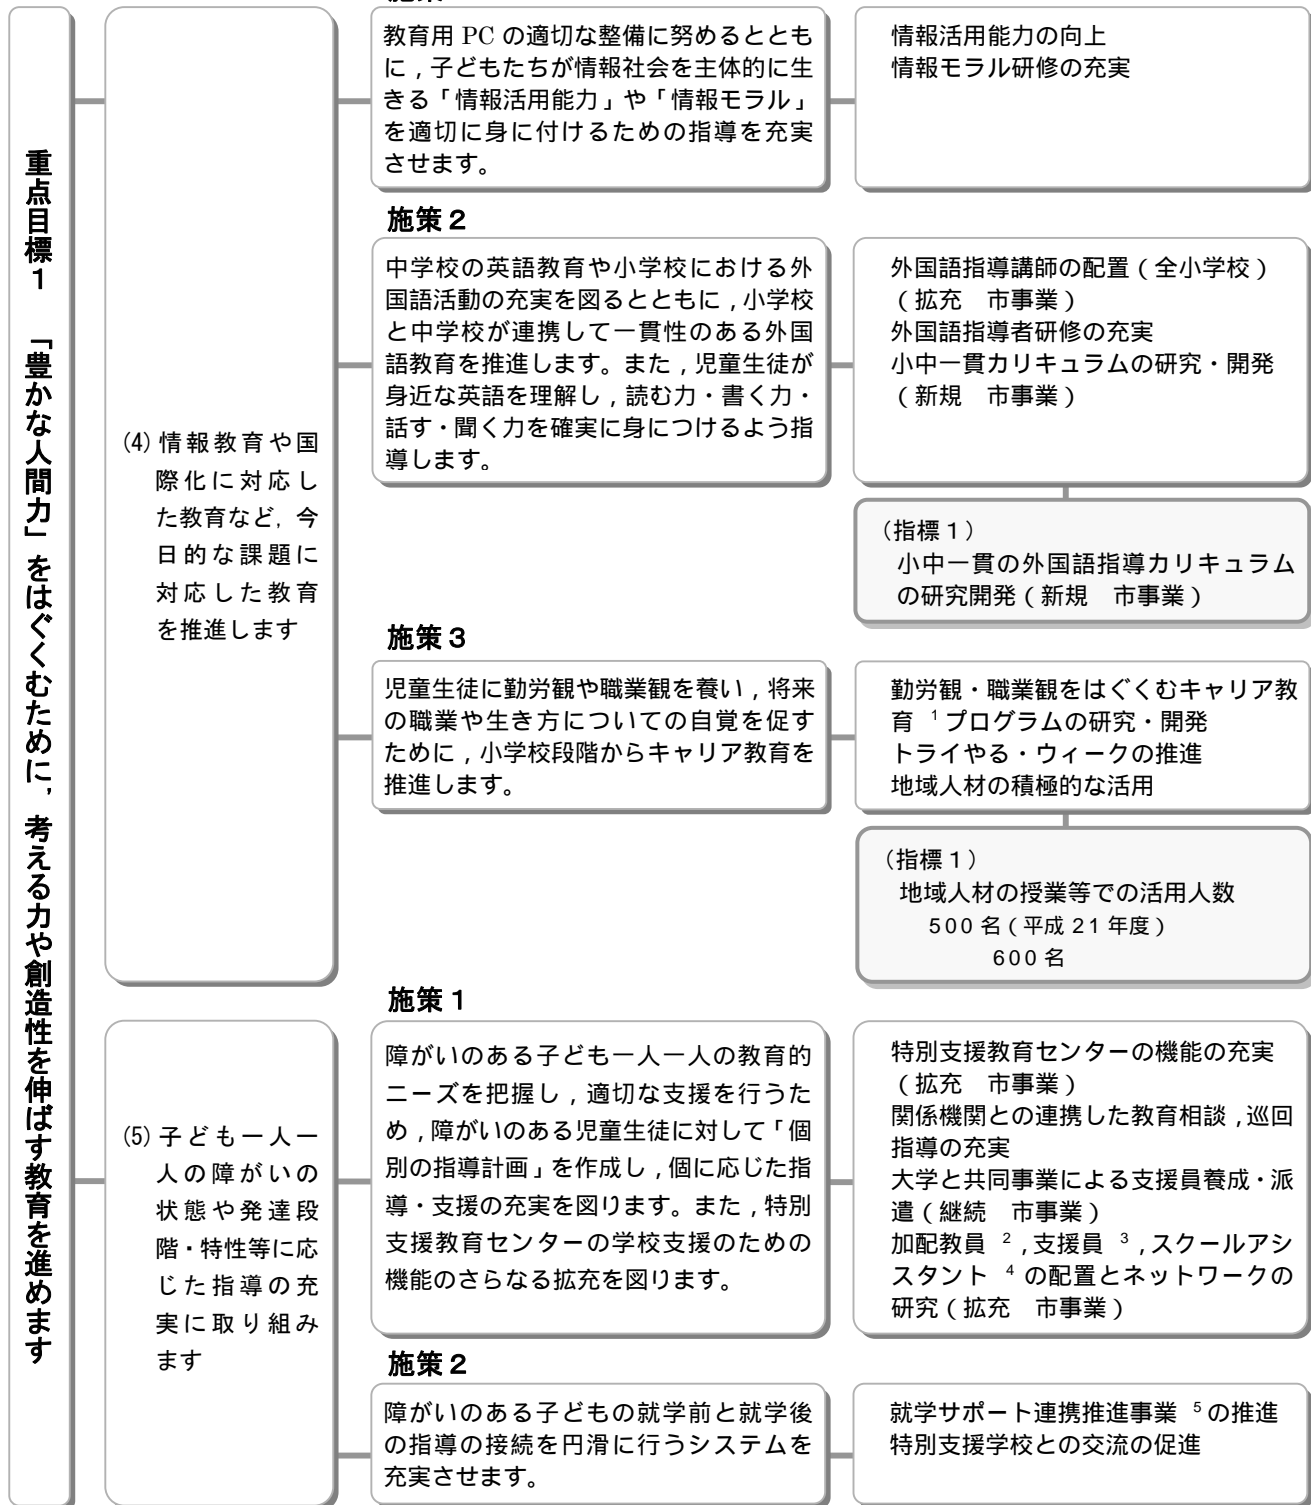 重点目標１　「豊かな人間力」をはぐくむために，考える力や創造性を伸ばす教育を進めます
(4) 情報教育や国
際化に対応し
た教育など，今
日的な課題に
対応した教育
を推進します
教育用 PC の適切な整備に努めるととも
に，子どもたちが情報社会を主体的に生
きる「情報活用能力」や「情報モラル」
を適切に身に付けるための指導を充実
させます。
情報活用能力の向上
情報モラル研修の充実
施策２
中学校の英語教育や小学校における外
国語活動の充実を図るとともに，小学校
と中学校が連携して一貫性のある外国
語教育を推進します。また，児童生徒が
身近な英語を理解し，読む力・書く力・
話す・聞く力を確実に身につけるよう指
導します。
外国語指導講師の配置（全小学校）
（拡充　市事業）
外国語指導者研修の充実
小中一貫カリキュラムの研究・開発
（新規　市事業）
（指標１）
小中一貫の外国語指導カリキュラム
の研究開発（新規　市事業）
施策３
児童生徒に勤労観や職業観を養い，将来
の職業や生き方についての自覚を促す
ために，小学校段階からキャリア教育を
推進します。
勤労観・職業観をはぐくむキャリア教
育 1 プログラムの研究・開発
トライやる・ウィークの推進
地域人材の積極的な活用
（指標１）
地域人材の授業等での活用人数
500 名（平成 21 年度）
600 名
(5) 子ども一人一
人の障がいの
状態や発達段
階・特性等に応
じた指導の充
実に取り組み
ます
施策１
障がいのある子ども一人一人の教育的
ニーズを把握し，適切な支援を行うた
め，障がいのある児童生徒に対して「個
別の指導計画」を作成し，個に応じた指
導・支援の充実を図ります。また，特別
支援教育センターの学校支援のための
機能のさらなる拡充を図ります。
特別支援教育センターの機能の充実
（拡充　市事業）
関係機関との連携した教育相談，巡回
指導の充実
大学と共同事業による支援員養成・派
遣（継続　市事業）
加配教員 2，支援員 3，スクールアシ
スタント 4 の配置とネットワークの
研究（拡充　市事業）
施策２
障がいのある子どもの就学前と就学後
の指導の接続を円滑に行うシステムを
充実させます。
就学サポート連携推進事業 5 の推進
特別支援学校との交流の促進